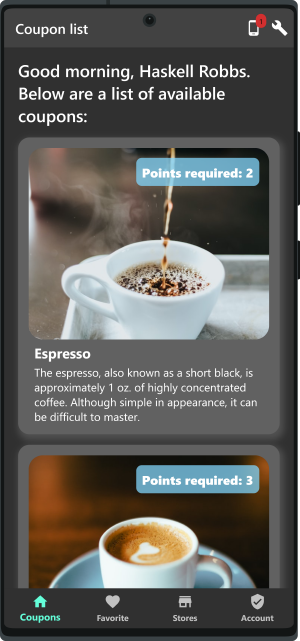 Coupon list
1
Good morning, Haskell Robbs.
Below are a list of available
coupons:
Points required: 2
Espresso
The espresso, also known as a short black, is
approximately 1 oz. of highly concentrated
coffee. Although simple in appearance, it can
be difficult to master.
Points required: 3
Coupons Favorite Stores Account